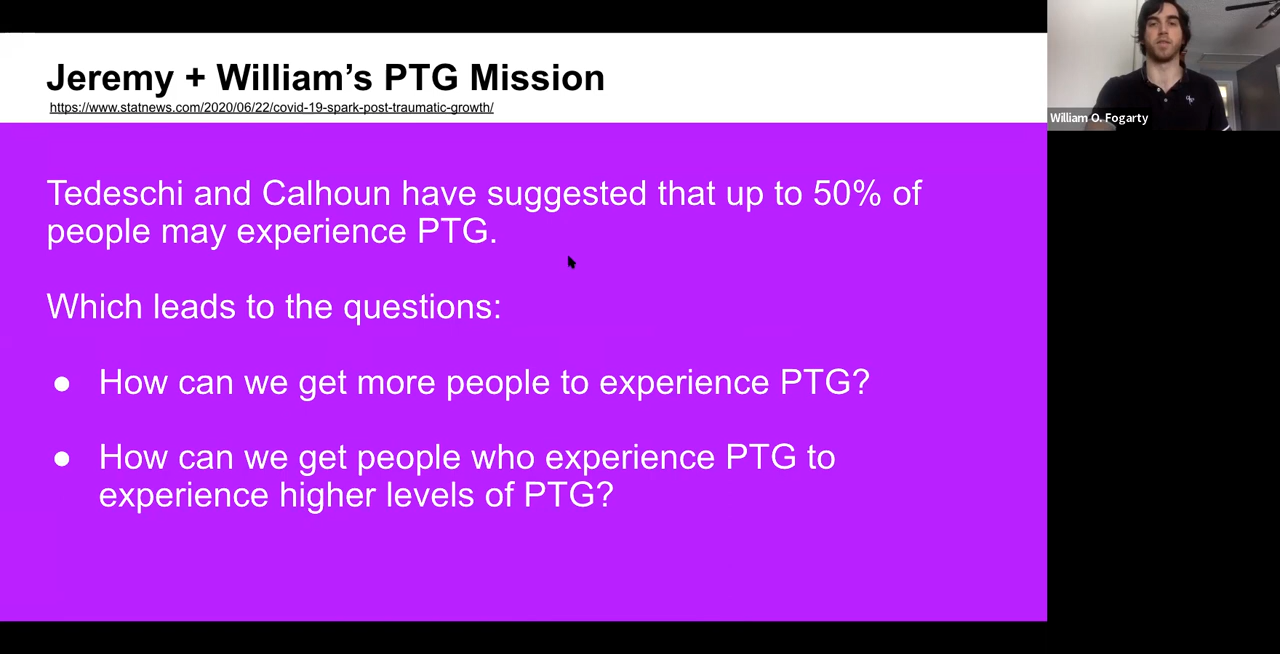 Jeremy + William’s PTG Mission
https://www.statnews.com/2020/06/22/covid-19-spark-post-traumatic-growth/
William O. Fogarty
Tedeschi and Calhoun have suggested that up to 50% of
people may experience PTG.
Which leads to the questions:
● How can we get more people to experience PTG?
● How can we get people who experience PTG to
experience higher levels of PTG?